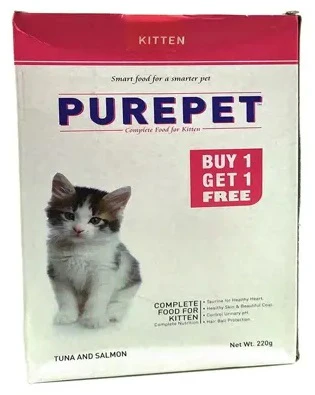 KITTEN
Smart food for a smarter pet
PUREPET
Complete Food for Kitten
BUY 1
GET 1
FREE
COMPLETE
FOOD FOR
KITTEN
Complete Nutrition
• Taurine for Healthy Heart.
• Healthy Skin & Beautiful Coat.
• Control Urinary pH.
• Hair Ball Protection.
TUNA AND SALMON
Net Wt. 220g